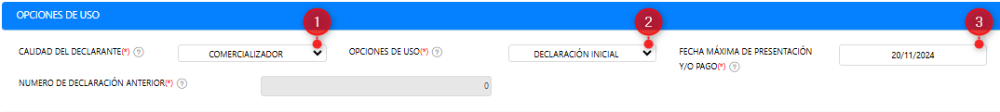 OPCIONES DE USO
1
2
3
CALIDAD DEL DECLARANTE(*) ?
COMERCIALIZADOR
OPCIONES DE USO(*) ?
DECLARACIÓN INICIAL
FECHA MÁXIMA DE PRESENTACIÓN
Y/O PAGO(*) ?
20/11/2024
NUMERO DE DECLARACIÓN ANTERIOR(*) ?
0